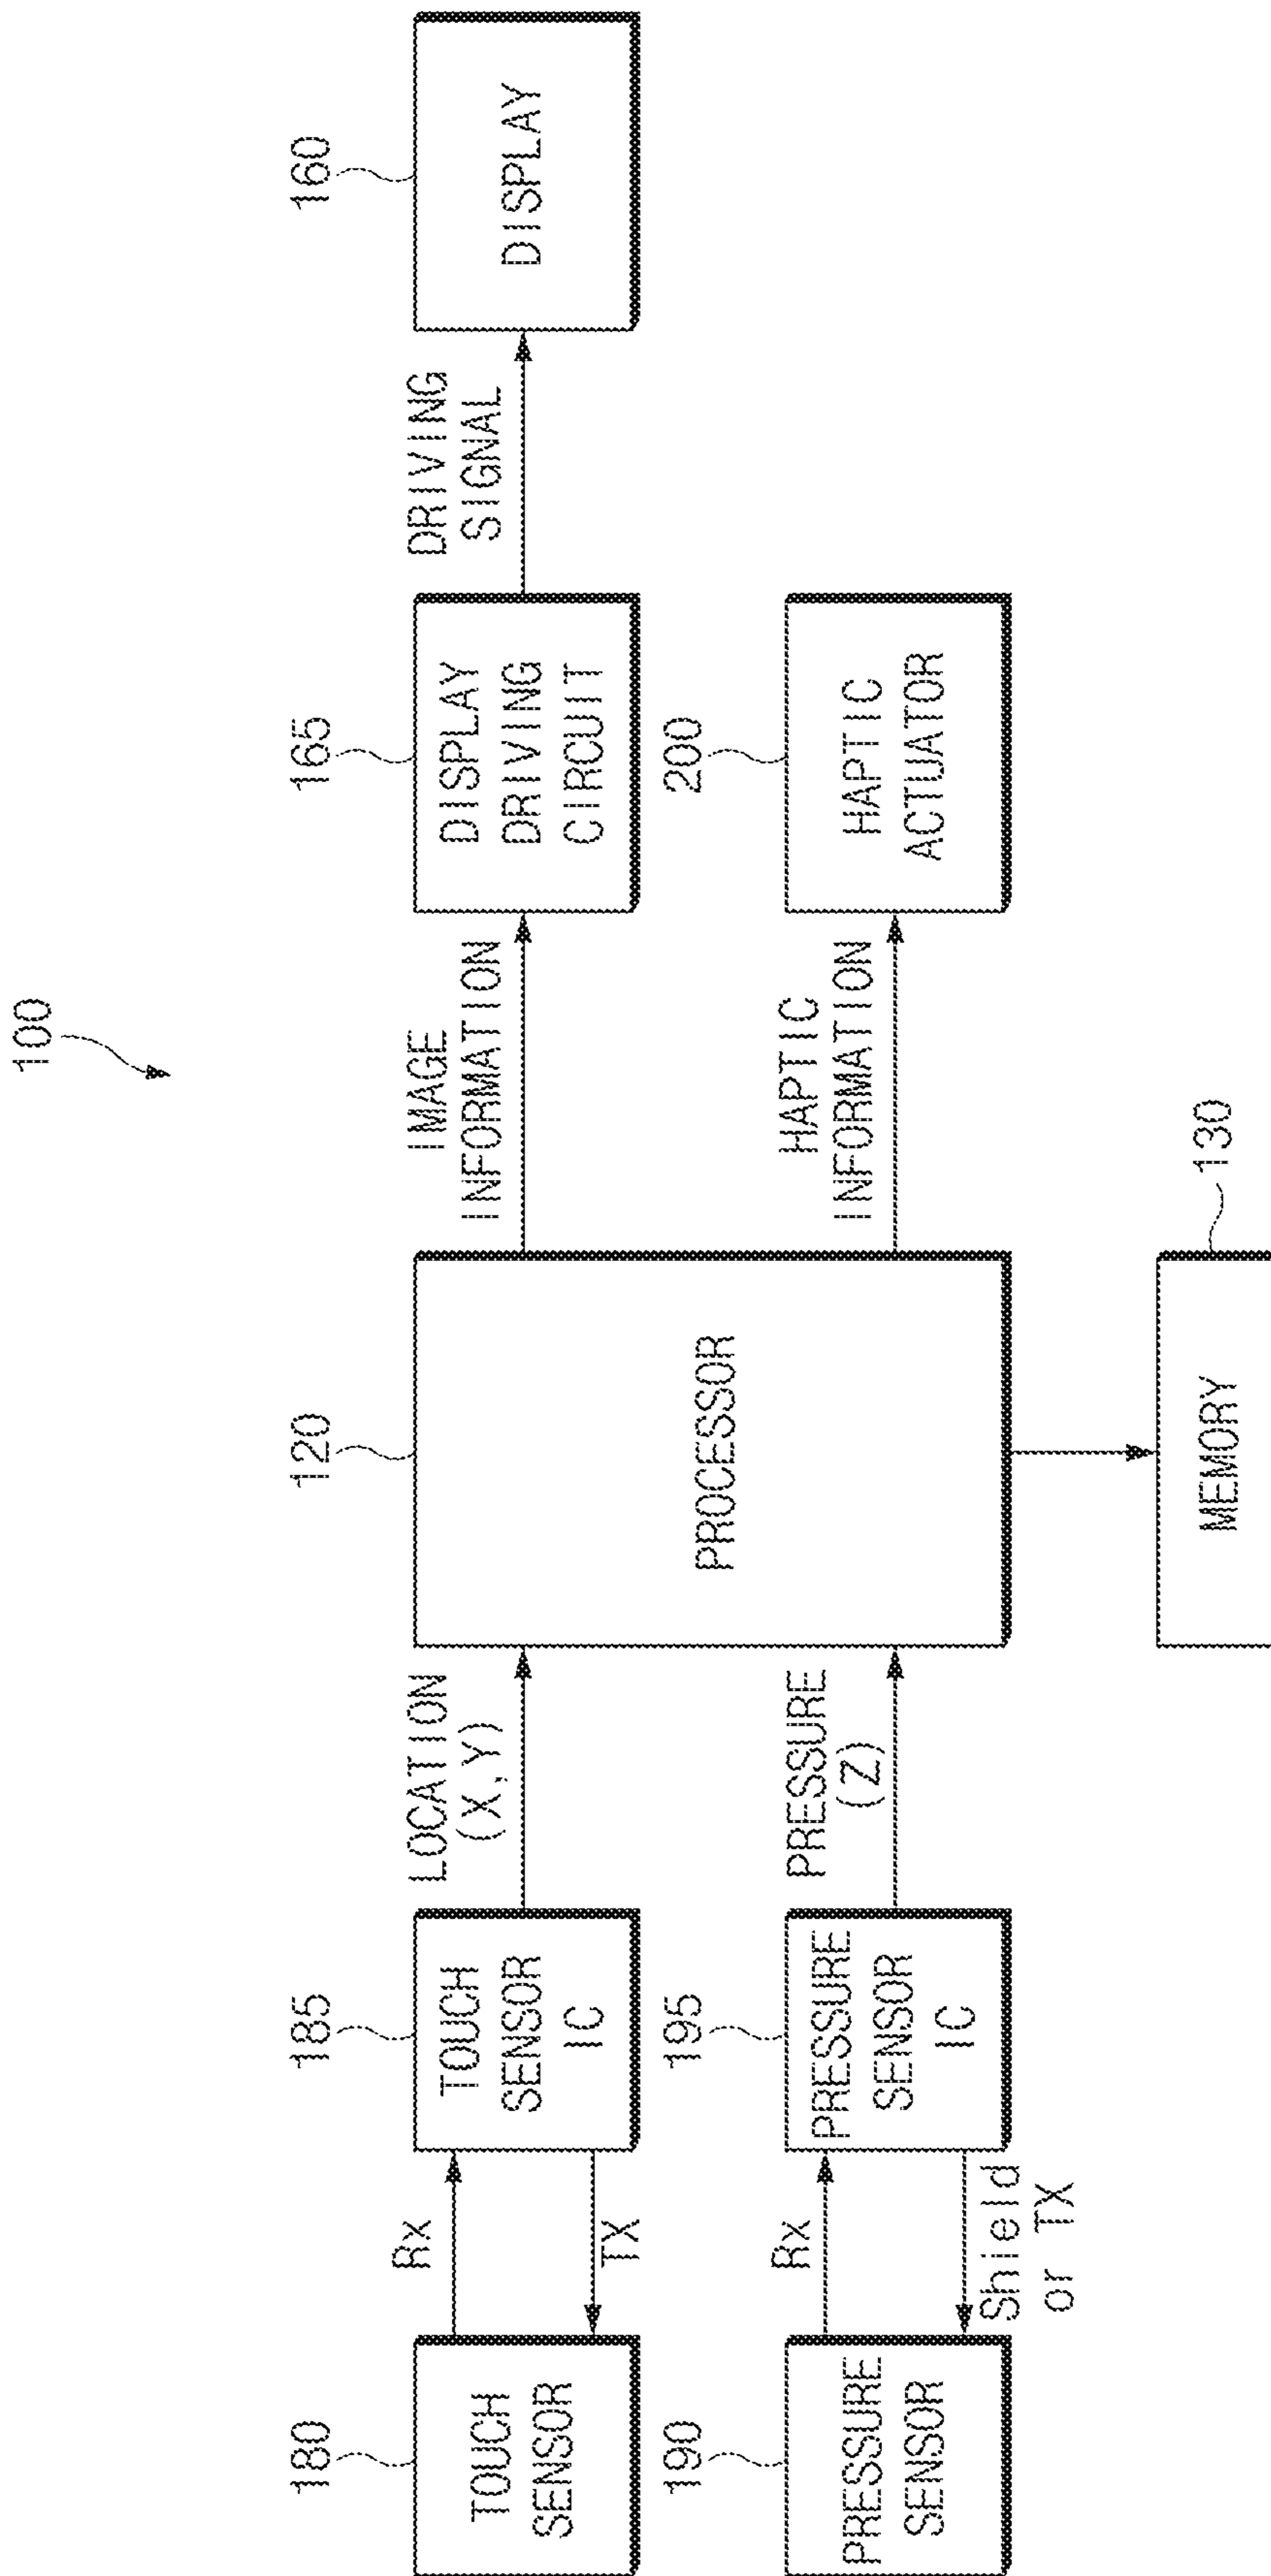 100
180
TOUCH
SENSOR
Rx
TX
185
TOUCH
SENSOR
IC
LOCATION
(X,Y)
120
PROCESSOR
IMAGE
INFORMATION
165
DISPLAY
DRIVING
CIRCUIT
DRIVING
SIGNAL
160
DISPLAY
190
PRESSURE
SENSOR
Rx
Shield
or TX
195
PRESSURE
SENSOR
IC
PRESSURE
(Z)
HAPTIC
INFORMATION
200
HAPTIC
ACTUATOR
130
MEMORY